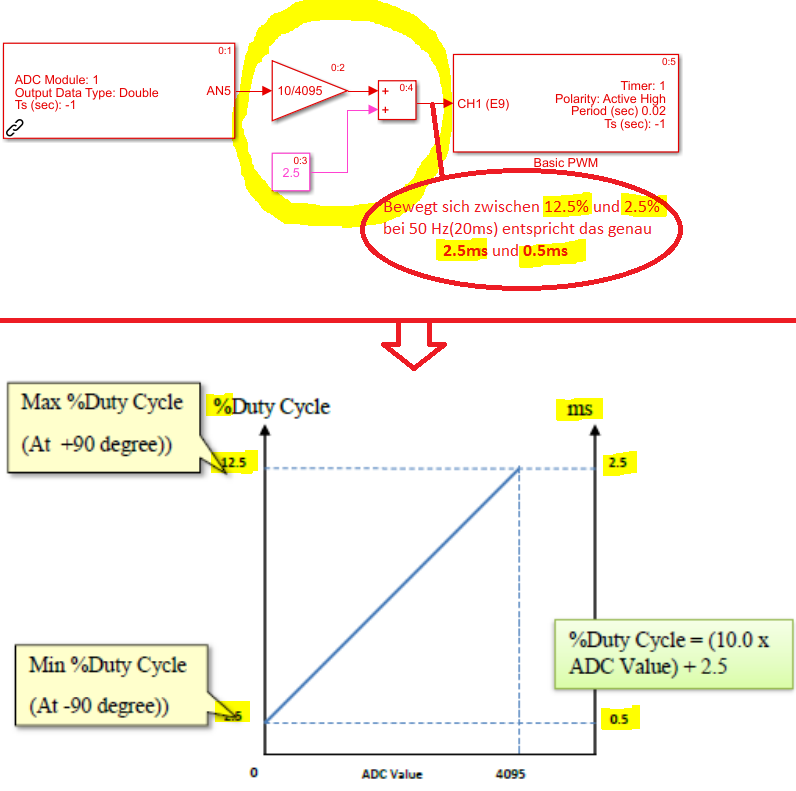 0:1
ADC Module: 1
Output Data Type: Double
Ts (sec): -1
AN5
0:2
10/4095
0:3
2.5
+
+
0:4
0:5
CH1 (E9)
Timer: 1
Polarity: Active High
Period (sec) 0.02
Ts (sec): -1
Basic PWM
Bewegt sich zwischen 12.5% und 2.5%
bei 50 Hz(20ms) entspricht das genau
2.5ms und 0.5ms
Max %Duty Cycle
(At +90 degree))
%Duty Cycle
ms
12.5
2.5
Min %Duty Cycle
(At -90 degree))
%Duty Cycle = (10.0 x
ADC Value) + 2.5
2.5
0.5
0
ADC Value
4095